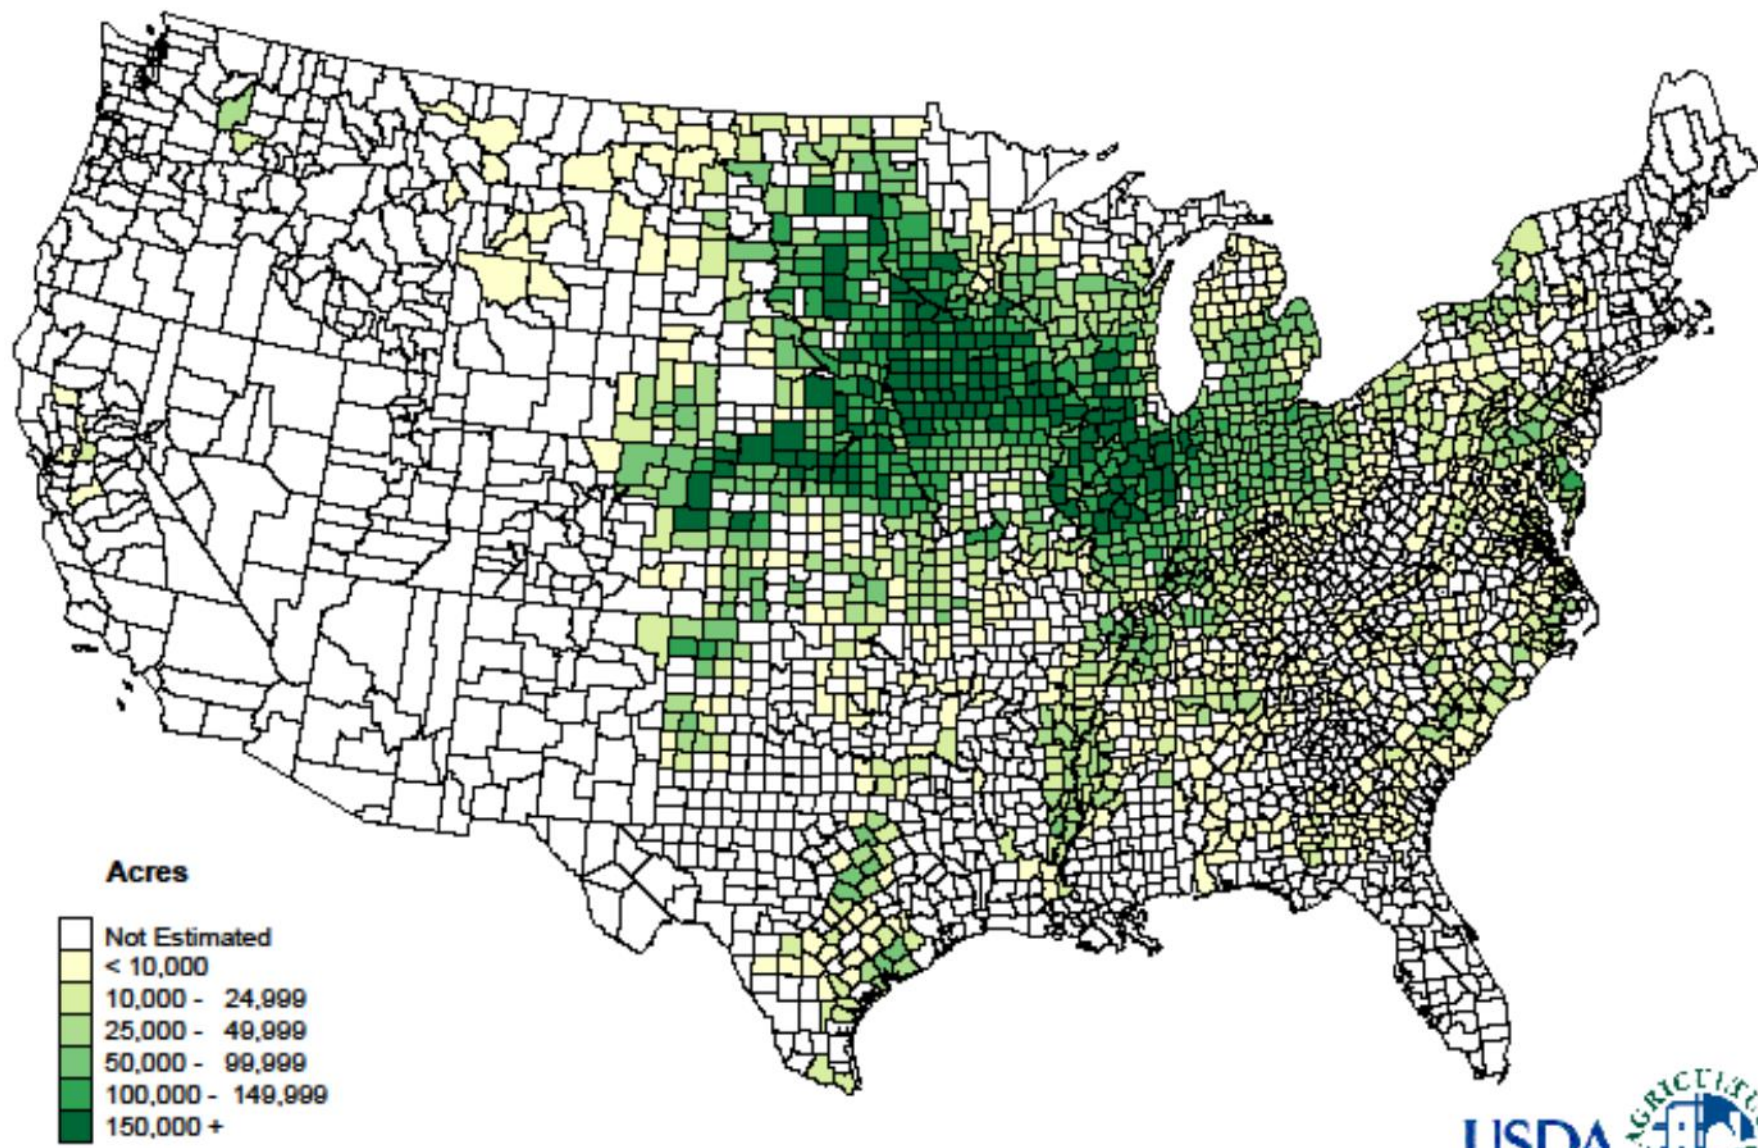 Acres
Not Estimated
< 10,000
10,000 - 24,999
25,000 - 49,999
50,000 - 99,999
100,000 - 149,999
150,000 +
USDA
AGRICULTU